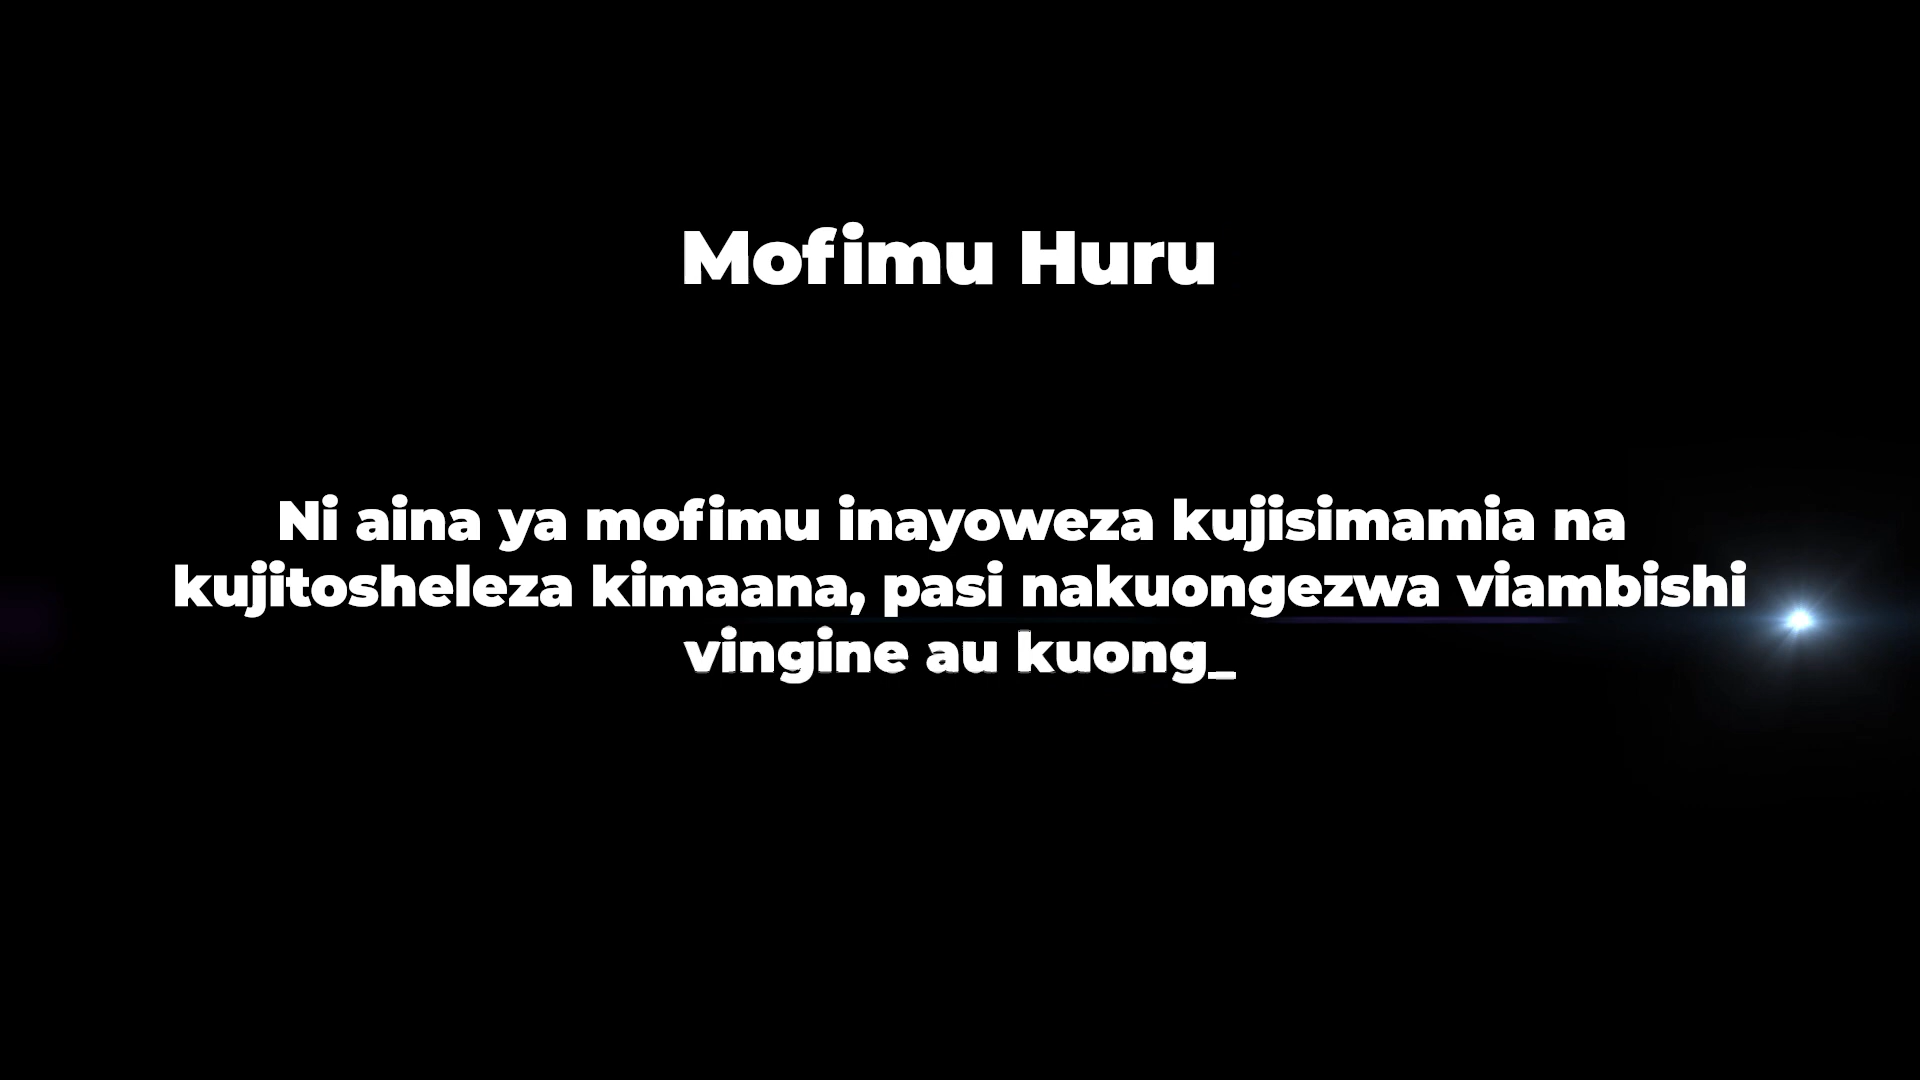 Mofimu Huru
Ni aina ya mofimu inayoweza kujisimamia na
kujitosheleza kimaana, pasi nakuongezwa viambishi
vingine au kuong_